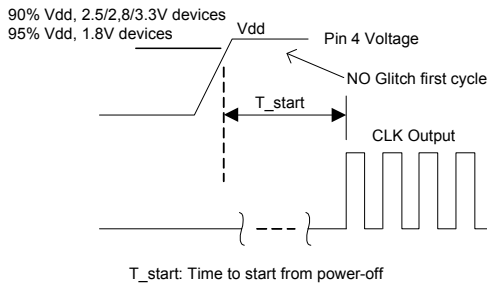 90% Vdd, 2.5/2,8/3.3V devices
95% Vdd, 1.8V devices
Vdd
Pin 4 Voltage
NO Glitch first cycle
T_start
CLK Output
T_start: Time to start from power-off